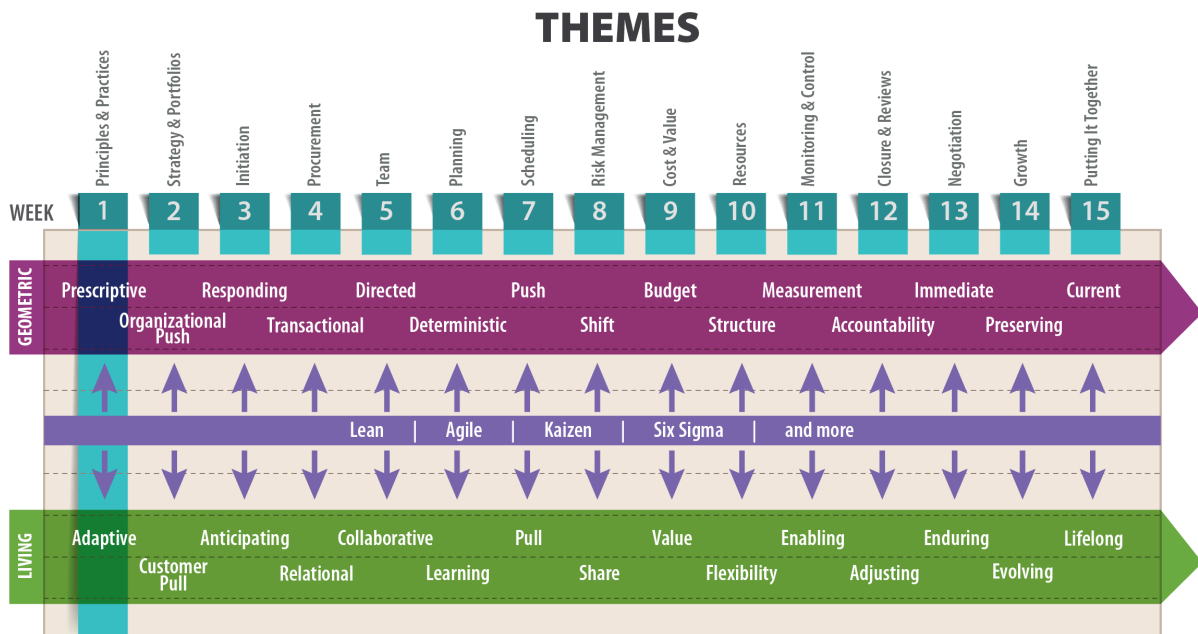 THEMES
Principles & Practices
Strategy & Portfolios
Initiation
Procurement
Team
Planning
Scheduling
Risk Management
Cost & Value
Resources
Monitoring & Control
Closure & Reviews
Negotiation
Growth
Putting It Together
WEEK 1 2 3 4 5 6 7 8 9 10 11 12 13 14 15
GEOMETRIC
Prescriptive Responding Directed Push Budget Measurement Immediate Current
Organizational
Push
Transactional Deterministic Shift Structure Accountability Preserving
Lean | Agile | Kaizen | Six Sigma | and more
LIVING
Adaptive Anticipating Collaborative Pull Value Enabling Enduring Lifelong
Customer
Pull
Relational Learning Share Flexibility Adjusting Evolving